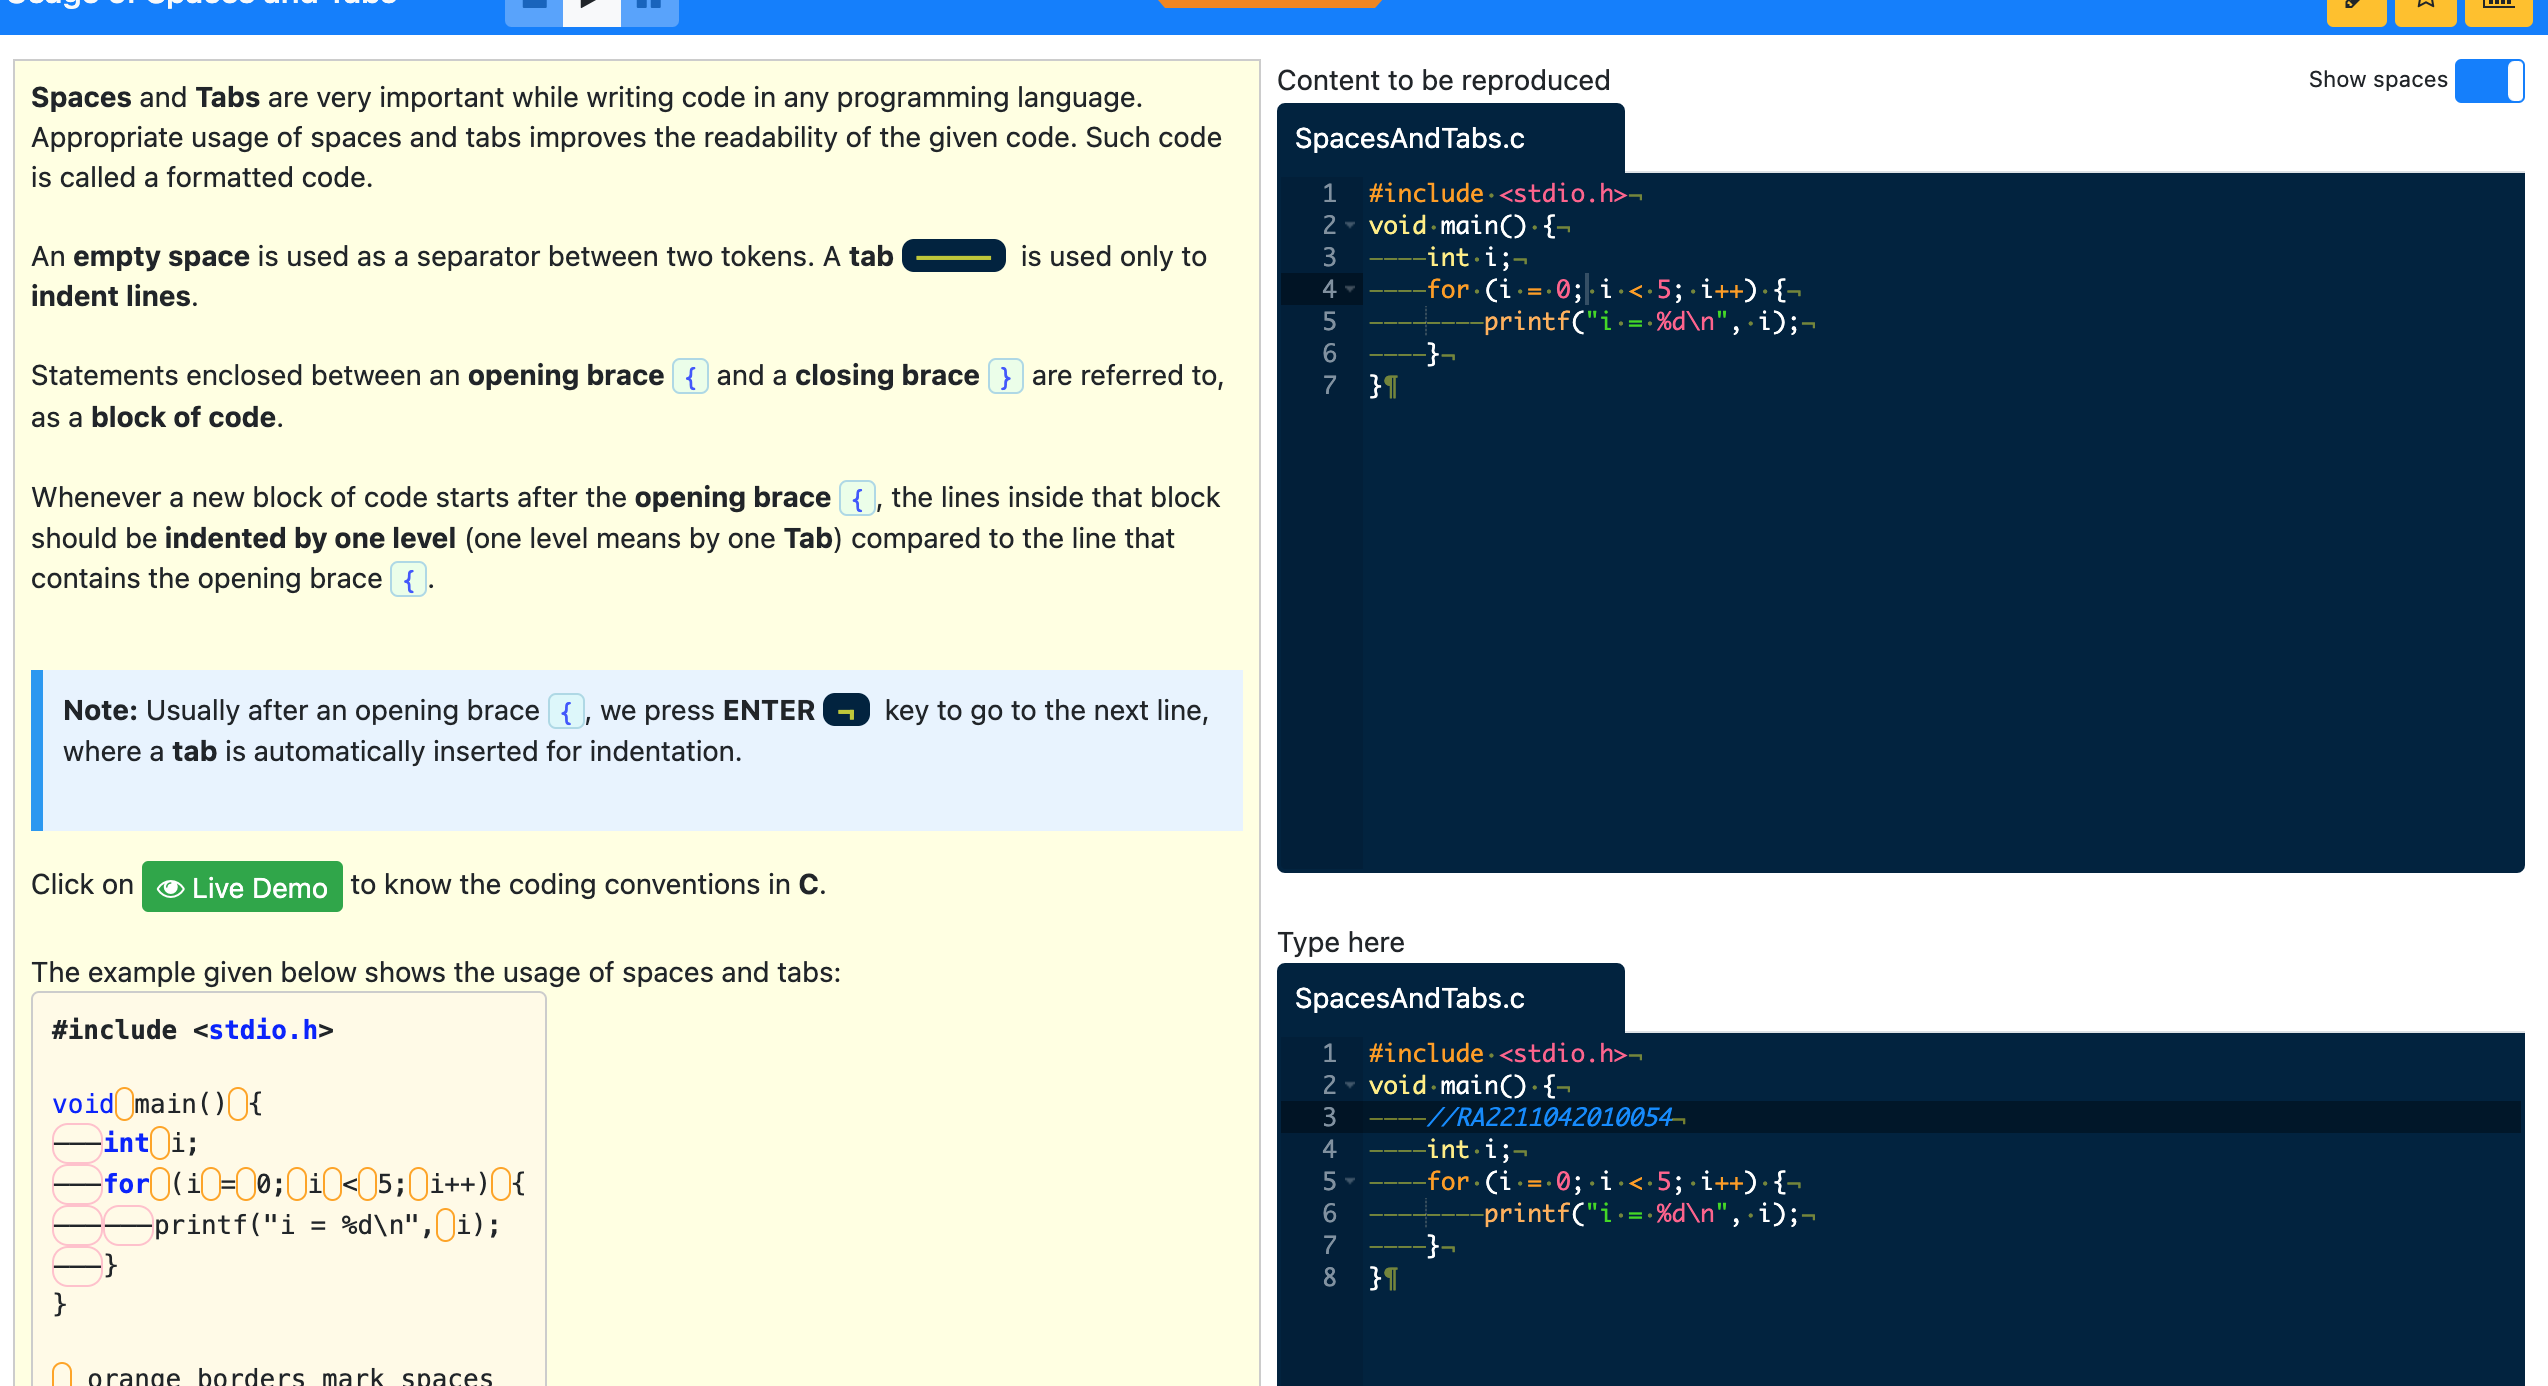 Usage of Spaces and Tabs
Spaces and Tabs are very important while writing code in any programming language.
Appropriate usage of spaces and tabs improves the readability of the given code. Such code
is called a formatted code.
An empty space is used as a separator between two tokens. A tab is used only to
indent lines.
Statements enclosed between an opening brace { and a closing brace } are referred to,
as a block of code.
Whenever a new block of code starts after the opening brace {, the lines inside that block
should be indented by one level (one level means by one Tab) compared to the line that
contains the opening brace {.
Note: Usually after an opening brace {, we press ENTER ¬ key to go to the next line,
where a tab is automatically inserted for indentation.
Click on Live Demo to know the coding conventions in C.
The example given below shows the usage of spaces and tabs:
#include <stdio.h>
void main() {
int i;
for (i = 0; i < 5; i++) {
printf("i = %d\n", i);
}
}
orange borders mark spaces
Content to be reproduced
Show spaces
SpacesAndTabs.c
1 #include·<stdio.h>¬
2 void·main()·{¬
3 ————int·i;¬
4 ————for·(i·=·0;·i·<·5;·i++)·{¬
5 ————————printf("i·=·%d\n",·i);¬
6 ————}¬
7 }¶
Type here
SpacesAndTabs.c
1 #include·<stdio.h>¬
2 void·main()·{¬
3 ————//RA2211042010054¬
4 ————int·i;¬
5 ————for·(i·=·0;·i·<·5;·i++)·{¬
6 ————————printf("i·=·%d\n",·i);¬
7 ————}¬
8 }¶